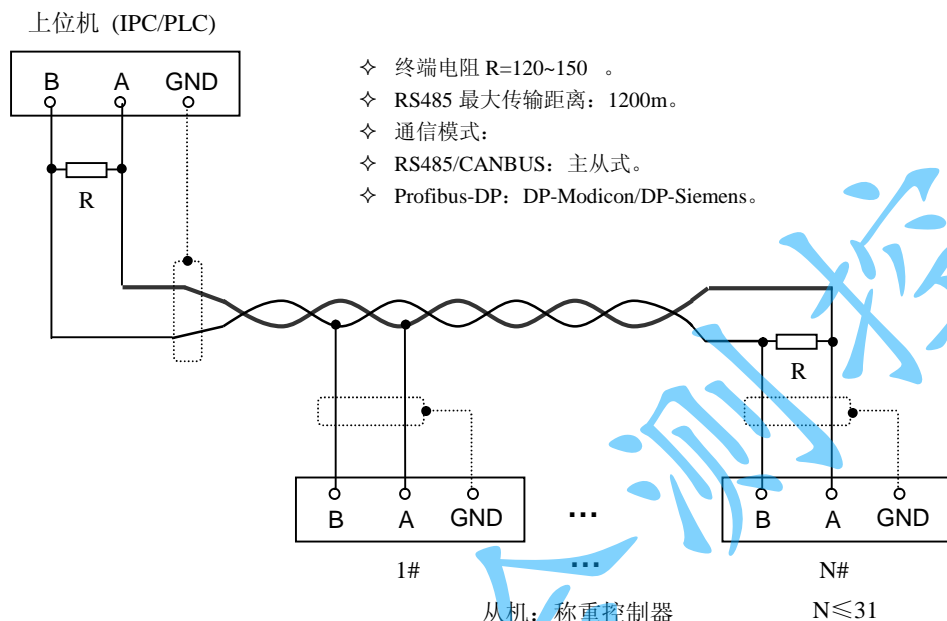 上位机 (IPC/PLC)
B A GND
R
✧ 终端电阻 R=120~150 。
✧ RS485 最大传输距离：1200m。
✧ 通信模式：
✧ RS485/CANBUS：主从式。
✧ Profibus-DP：DP-Modicon/DP-Siemens。
R
B A GND
...
B A GND
1#
...
N#
从机：称重控制器
N≤31